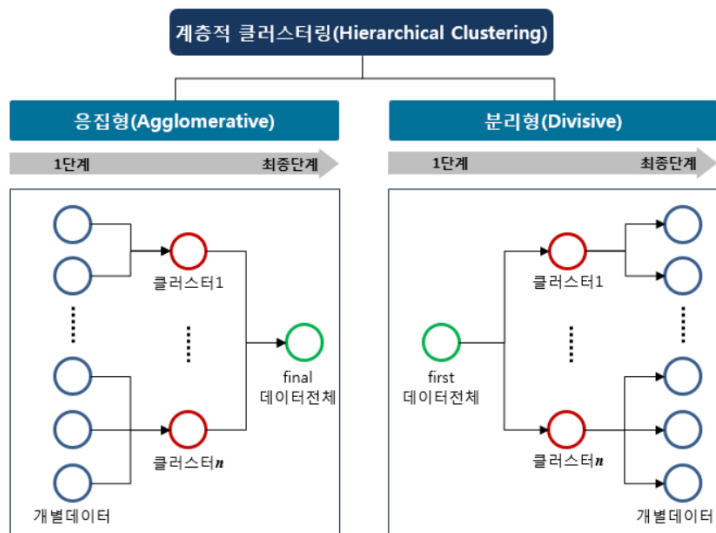 계층적 클러스터링(Hierarchical Clustering)
응집형(Agglomerative)
1단계 최종단계
클러스터1
final
데이터전체
클러스터n
개별데이터
분리형(Divisive)
1단계 최종단계
클러스터1
first
데이터전체
클러스터n
개별데이터